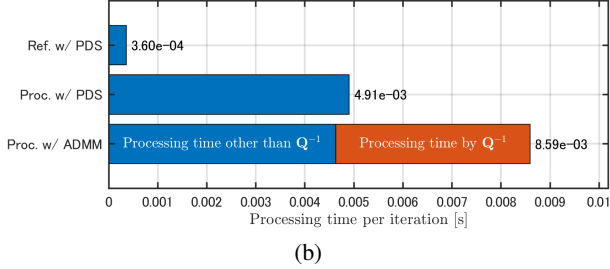 Ref. w/ PDS
3.60e-04
Proc. w/ PDS
4.91e-03
Proc. w/ ADMM
Processing time other than Q⁻¹
Processing time by Q⁻¹
8.59e-03
0 0.001 0.002 0.003 0.004 0.005 0.006 0.007 0.008 0.009 0.01
Processing time per iteration [s]
(b)